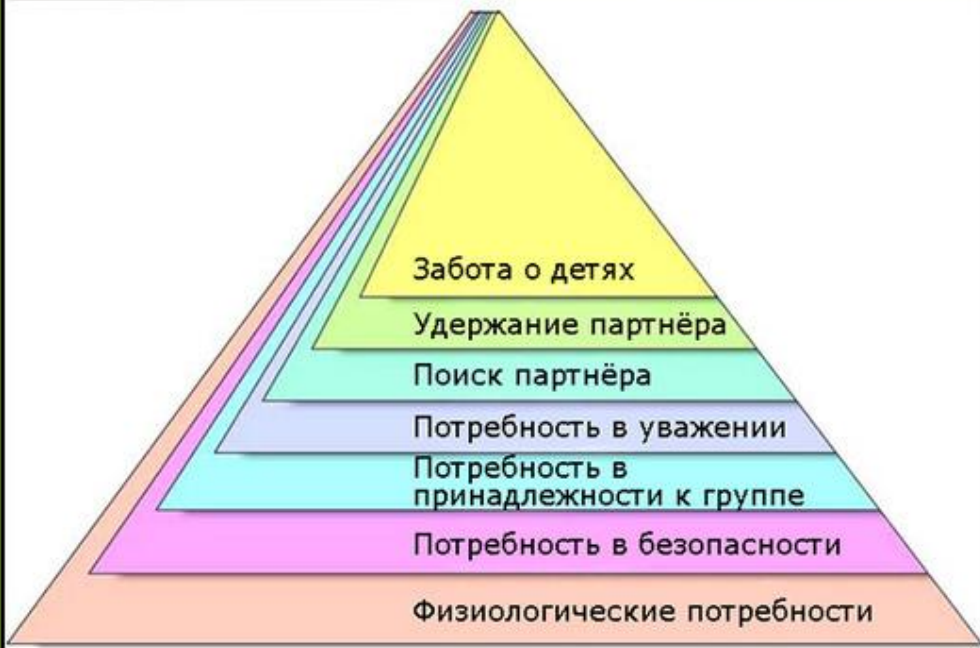 Забота о детях
Удержание партнёра
Поиск партнёра
Потребность в уважении
Потребность в
принадлежности к группе
Потребность в безопасности
Физиологические потребности